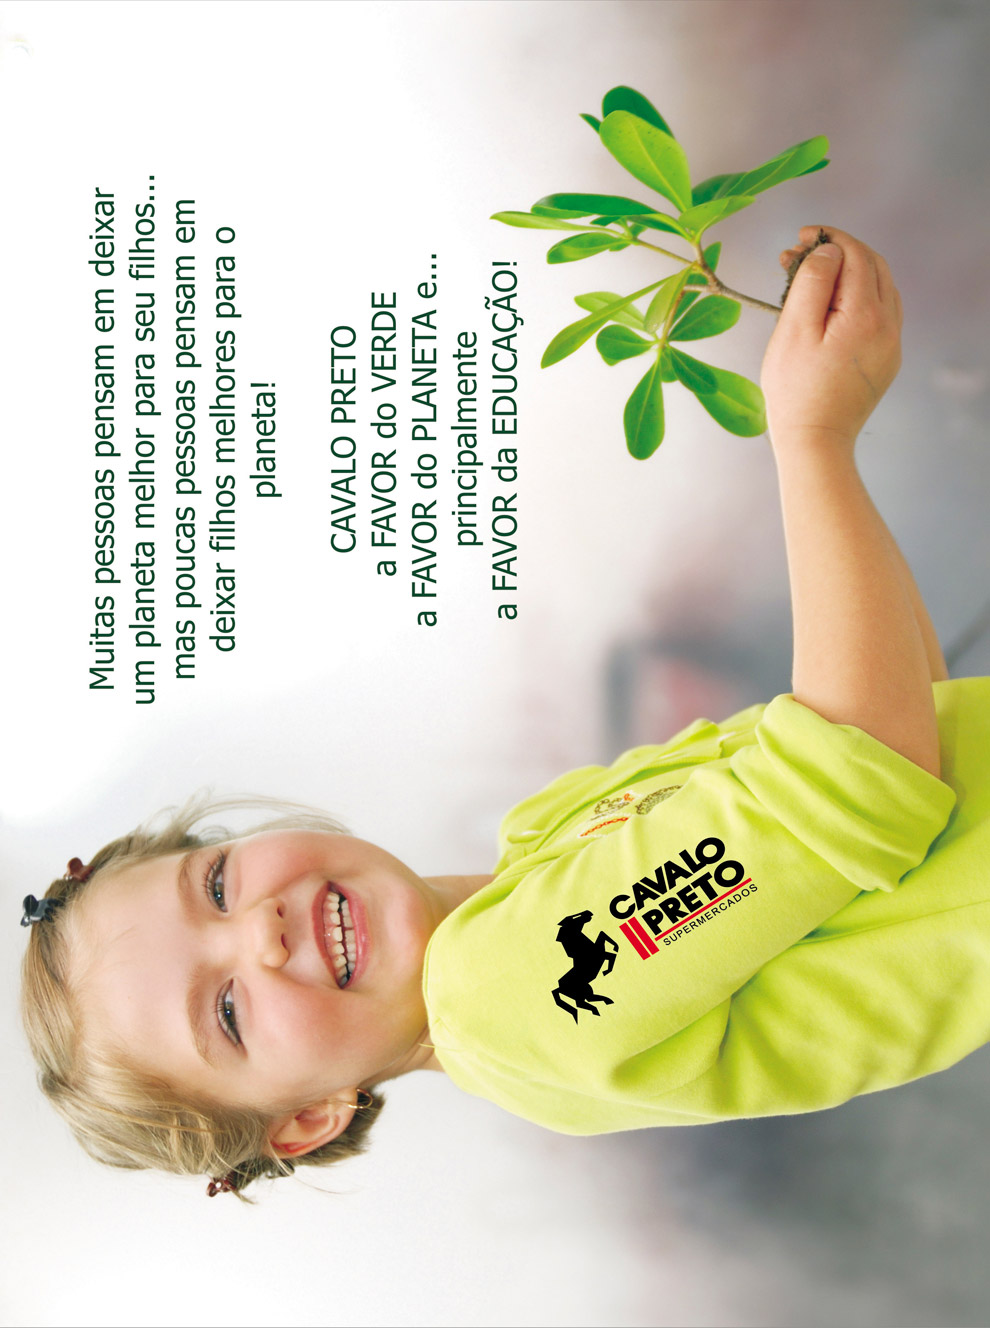 Muitas pessoas pensam em deixar
um planeta melhor para seu filhos...
mas poucas pessoas pensam em
deixar filhos melhores para o
planeta!
CAVALO PRETO
a FAVOR do VERDE
a FAVOR do PLANETA e...
principalmente
a FAVOR da EDUCAÇÃO!
CAVALO
PRETO
SUPERMERCADOS